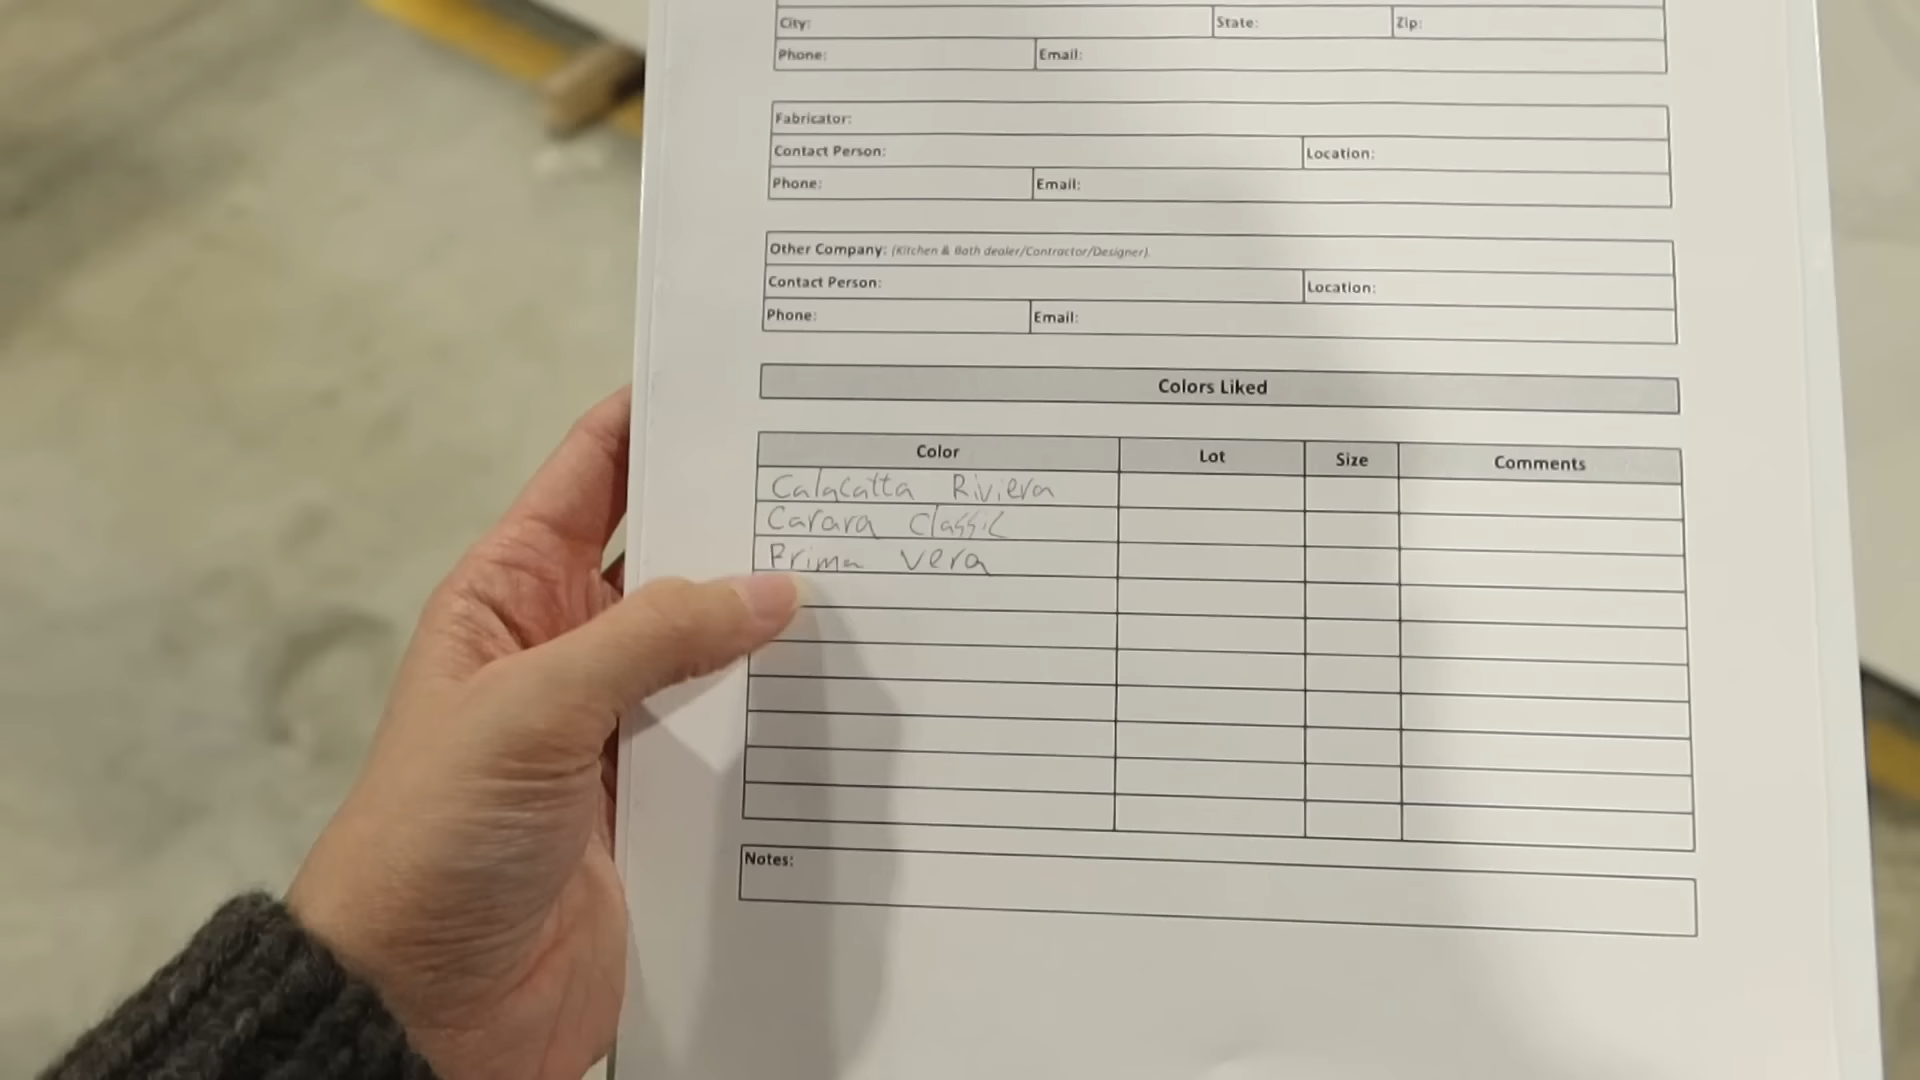 City: State: Zip:
Phone: Email:
Fabricator:
Contact Person: Location:
Phone: Email:
Other Company: (Kitchen & Bath dealer/Contractor/Designer).
Contact Person: Location:
Phone: Email:
Colors Liked
Color Lot Size Comments
Calacatta Riviera
Carara Classic
Prima Vera
Notes: